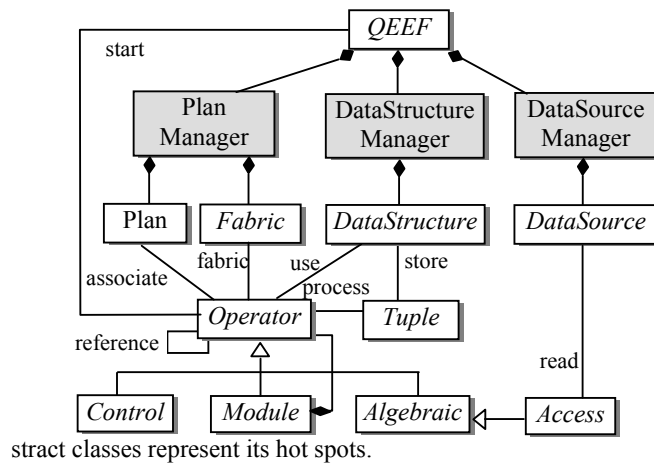 QEEF
start
Plan
Manager
DataStructure
Manager
DataSource
Manager
Plan
Fabric
DataStructure
DataSource
associate
fabric
use
store
process
Operator
Tuple
reference
read
Control
Module
Algebraic
Access
stract classes represent its hot spots.